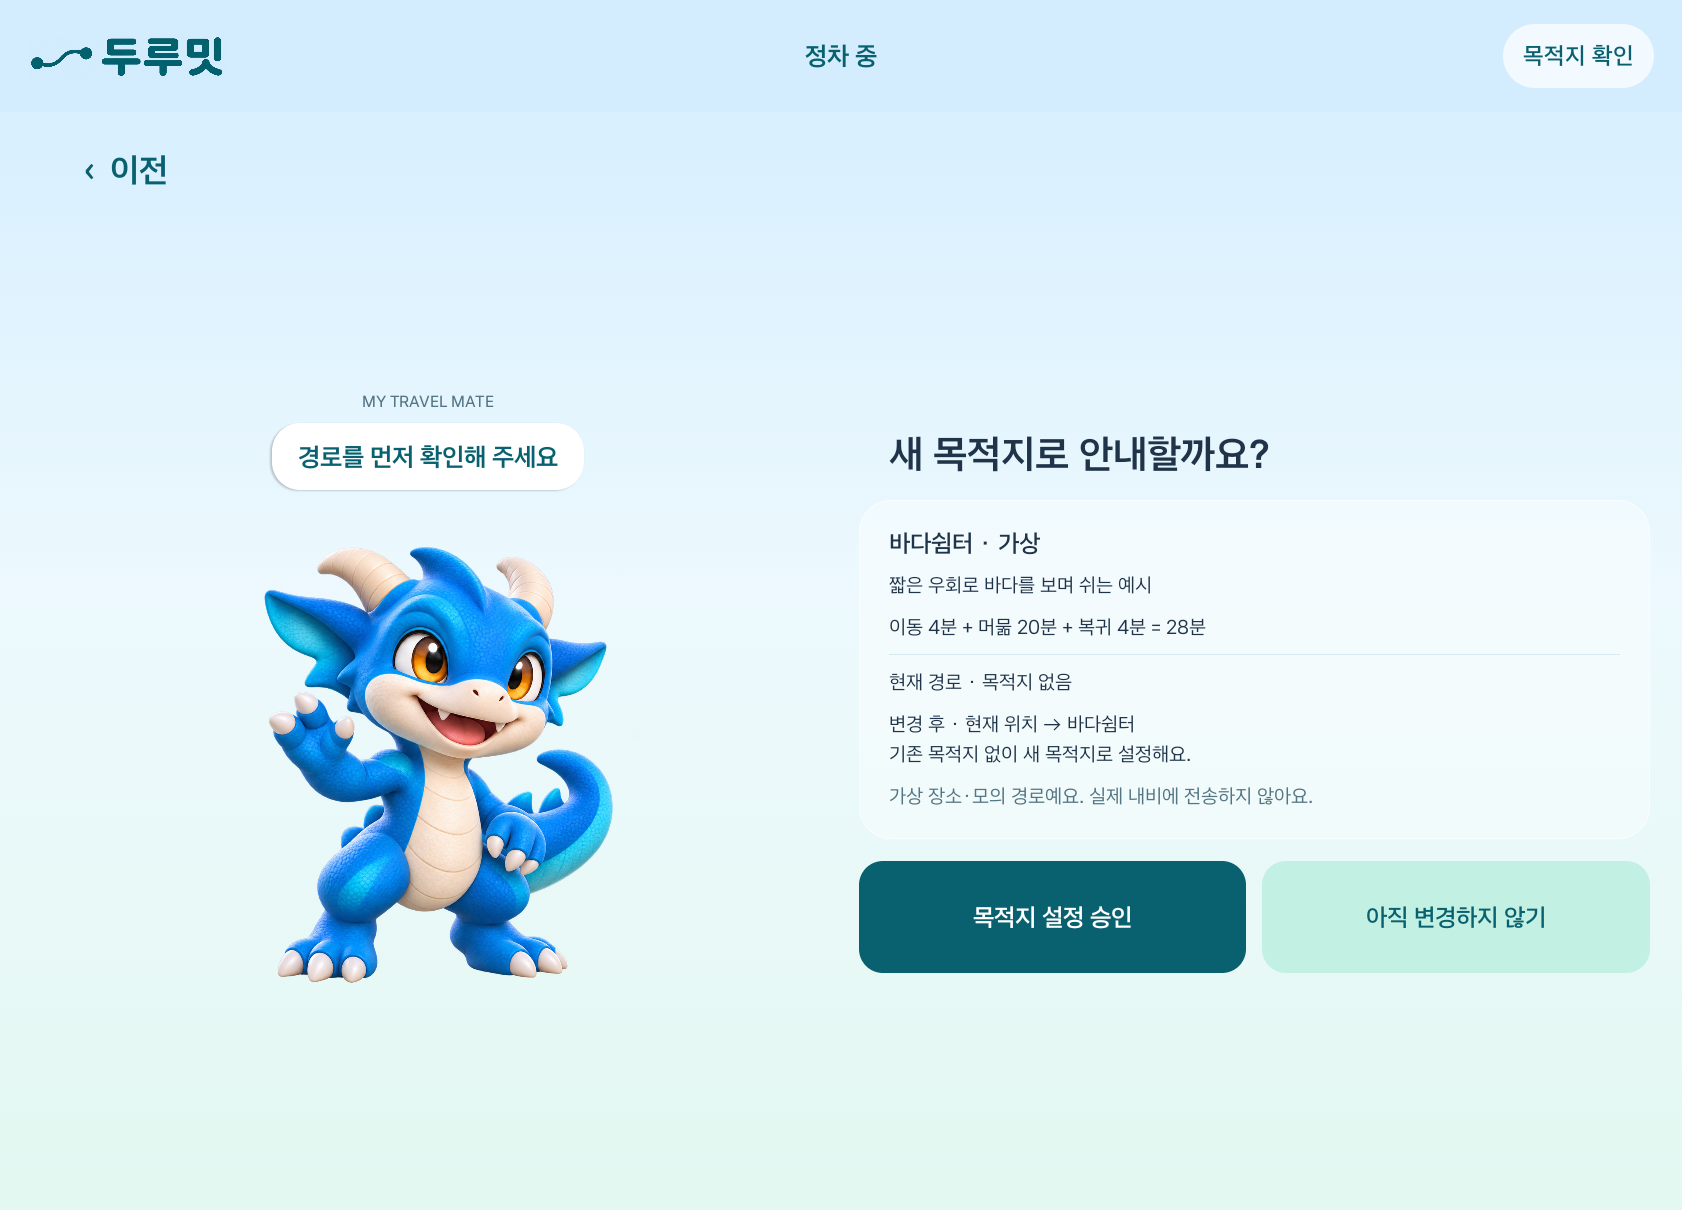 두루밋
정차 중
목적지 확인
‹ 이전
MY TRAVEL MATE
경로를 먼저 확인해 주세요
새 목적지로 안내할까요?
바다쉼터 · 가상
짧은 우회로 바다를 보며 쉬는 예시
이동 4분 + 머묾 20분 + 복귀 4분 = 28분
현재 경로 · 목적지 없음
변경 후 · 현재 위치 → 바다쉼터
기존 목적지 없이 새 목적지로 설정해요.
가상 장소·모의 경로예요. 실제 내비에 전송하지 않아요.
목적지 설정 승인
아직 변경하지 않기